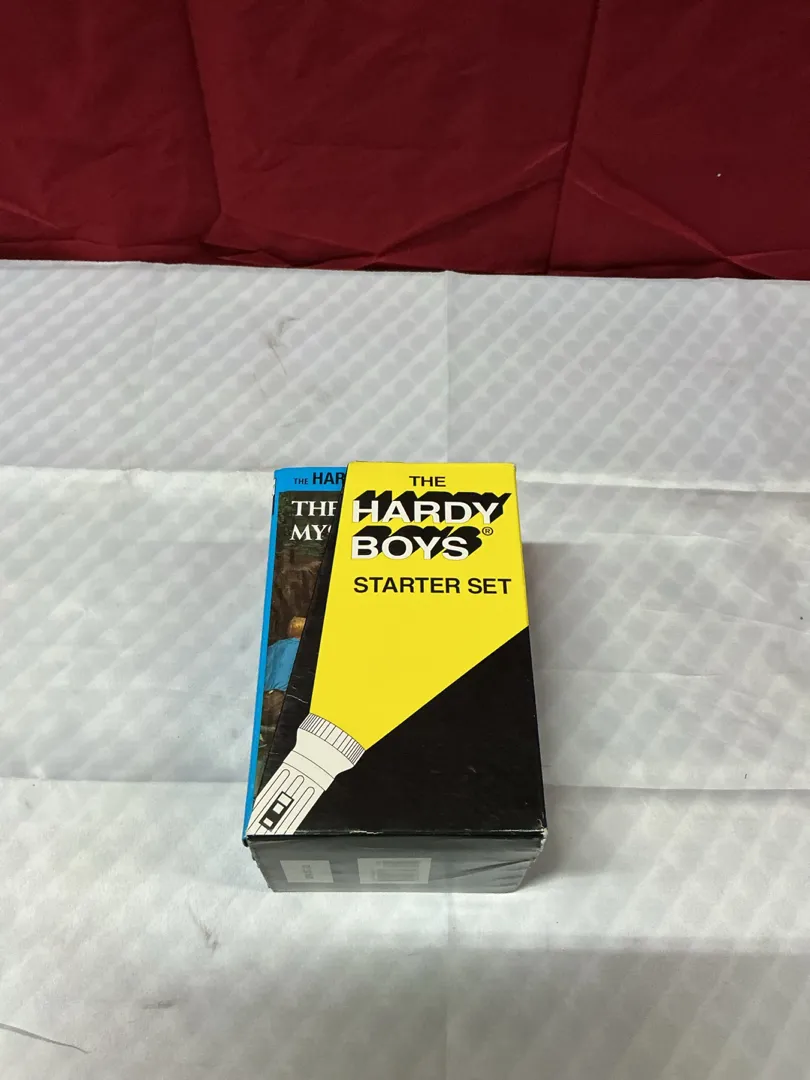 THE HAR
THE
MY
THE
HARDY
BOYS®
STARTER SET